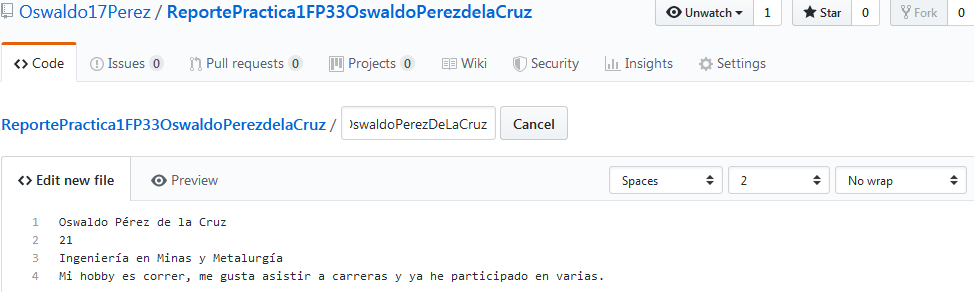 Oswaldo17Perez / ReportePractica1FP33OswaldoPerezdelaCruz
Unwatch 1 Star 0 Fork 0
Code Issues 0 Pull requests 0 Projects 0 Wiki Security Insights Settings
ReportePractica1FP33OswaldoPerezdelaCruz / OswaldoPerezDeLaCruz Cancel
Edit new file Preview Spaces 2 No wrap
1 Oswaldo Pérez de la Cruz
2 21
3 Ingeniería en Minas y Metalurgía
4 Mi hobby es correr, me gusta asistir a carreras y ya he participado en varias.